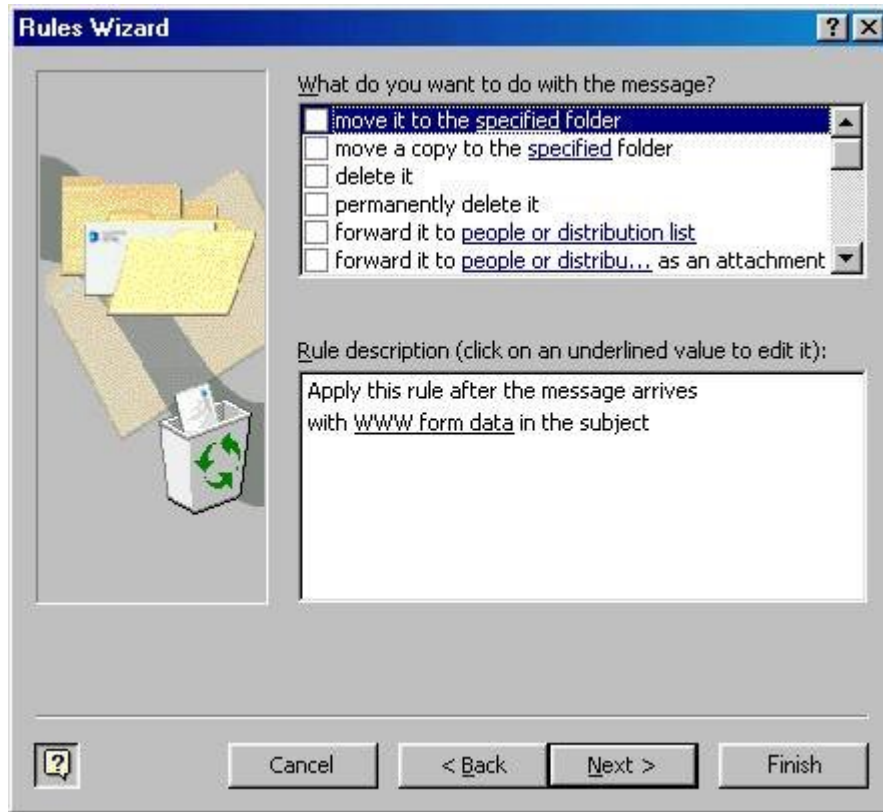 Rules Wizard
What do you want to do with the message?
move it to the specified folder
move a copy to the specified folder
delete it
permanently delete it
forward it to people or distribution list
forward it to people or distribu... as an attachment
Rule description (click on an underlined value to edit it):
Apply this rule after the message arrives
with WWW form data in the subject
Cancel
< Back
Next >
Finish